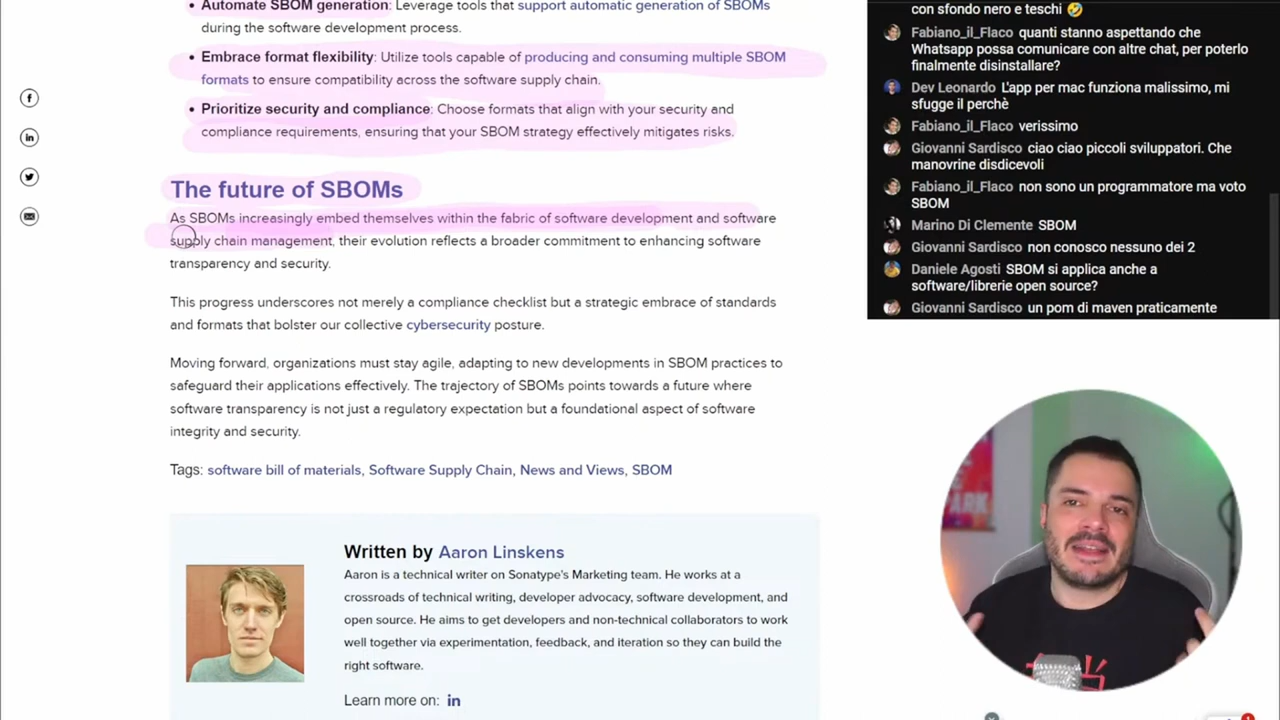 Automate SBOM generation: Leverage tools that support automatic generation of SBOMs
during the software development process.
Embrace format flexibility: Utilize tools capable of producing and consuming multiple SBOM
formats to ensure compatibility across the software supply chain.
Prioritize security and compliance: Choose formats that align with your security and
compliance requirements, ensuring that your SBOM strategy effectively mitigates risks.
The future of SBOMs
As SBOMs increasingly embed themselves within the fabric of software development and software
supply chain management, their evolution reflects a broader commitment to enhancing software
transparency and security.
This progress underscores not merely a compliance checklist but a strategic embrace of standards
and formats that bolster our collective cybersecurity posture.
Moving forward, organizations must stay agile, adapting to new developments in SBOM practices to
safeguard their applications effectively. The trajectory of SBOMs points towards a future where
software transparency is not just a regulatory expectation but a foundational aspect of software
integrity and security.
Tags: software bill of materials, Software Supply Chain, News and Views, SBOM
Written by Aaron Linskens
Aaron is a technical writer on Sonatype's Marketing team. He works at a
crossroads of technical writing, developer advocacy, software development, and
open source. He aims to get developers and non-technical collaborators to work
well together via experimentation, feedback, and iteration so they can build the
right software.
Learn more on: in
con sfondo nero e teschi 🤣
Fabiano_il_Flaco quanti stanno aspettando che
Whatsapp possa comunicare con altre chat, per poterlo
finalmente disinstallare?
Dev Leonardo L'app per mac funziona malissimo, mi
sfugge il perchè
Fabiano_il_Flaco verissimo
Giovanni Sardisco ciao ciao piccoli sviluppatori. Che
manovrine disdicevoli
Fabiano_il_Flaco non sono un programmatore ma voto
SBOM
Marino Di Clemente SBOM
Giovanni Sardisco non conosco nessuno dei 2
Daniele Agosti SBOM si applica anche a
software/librerie open source?
Giovanni Sardisco un pom di maven praticamente